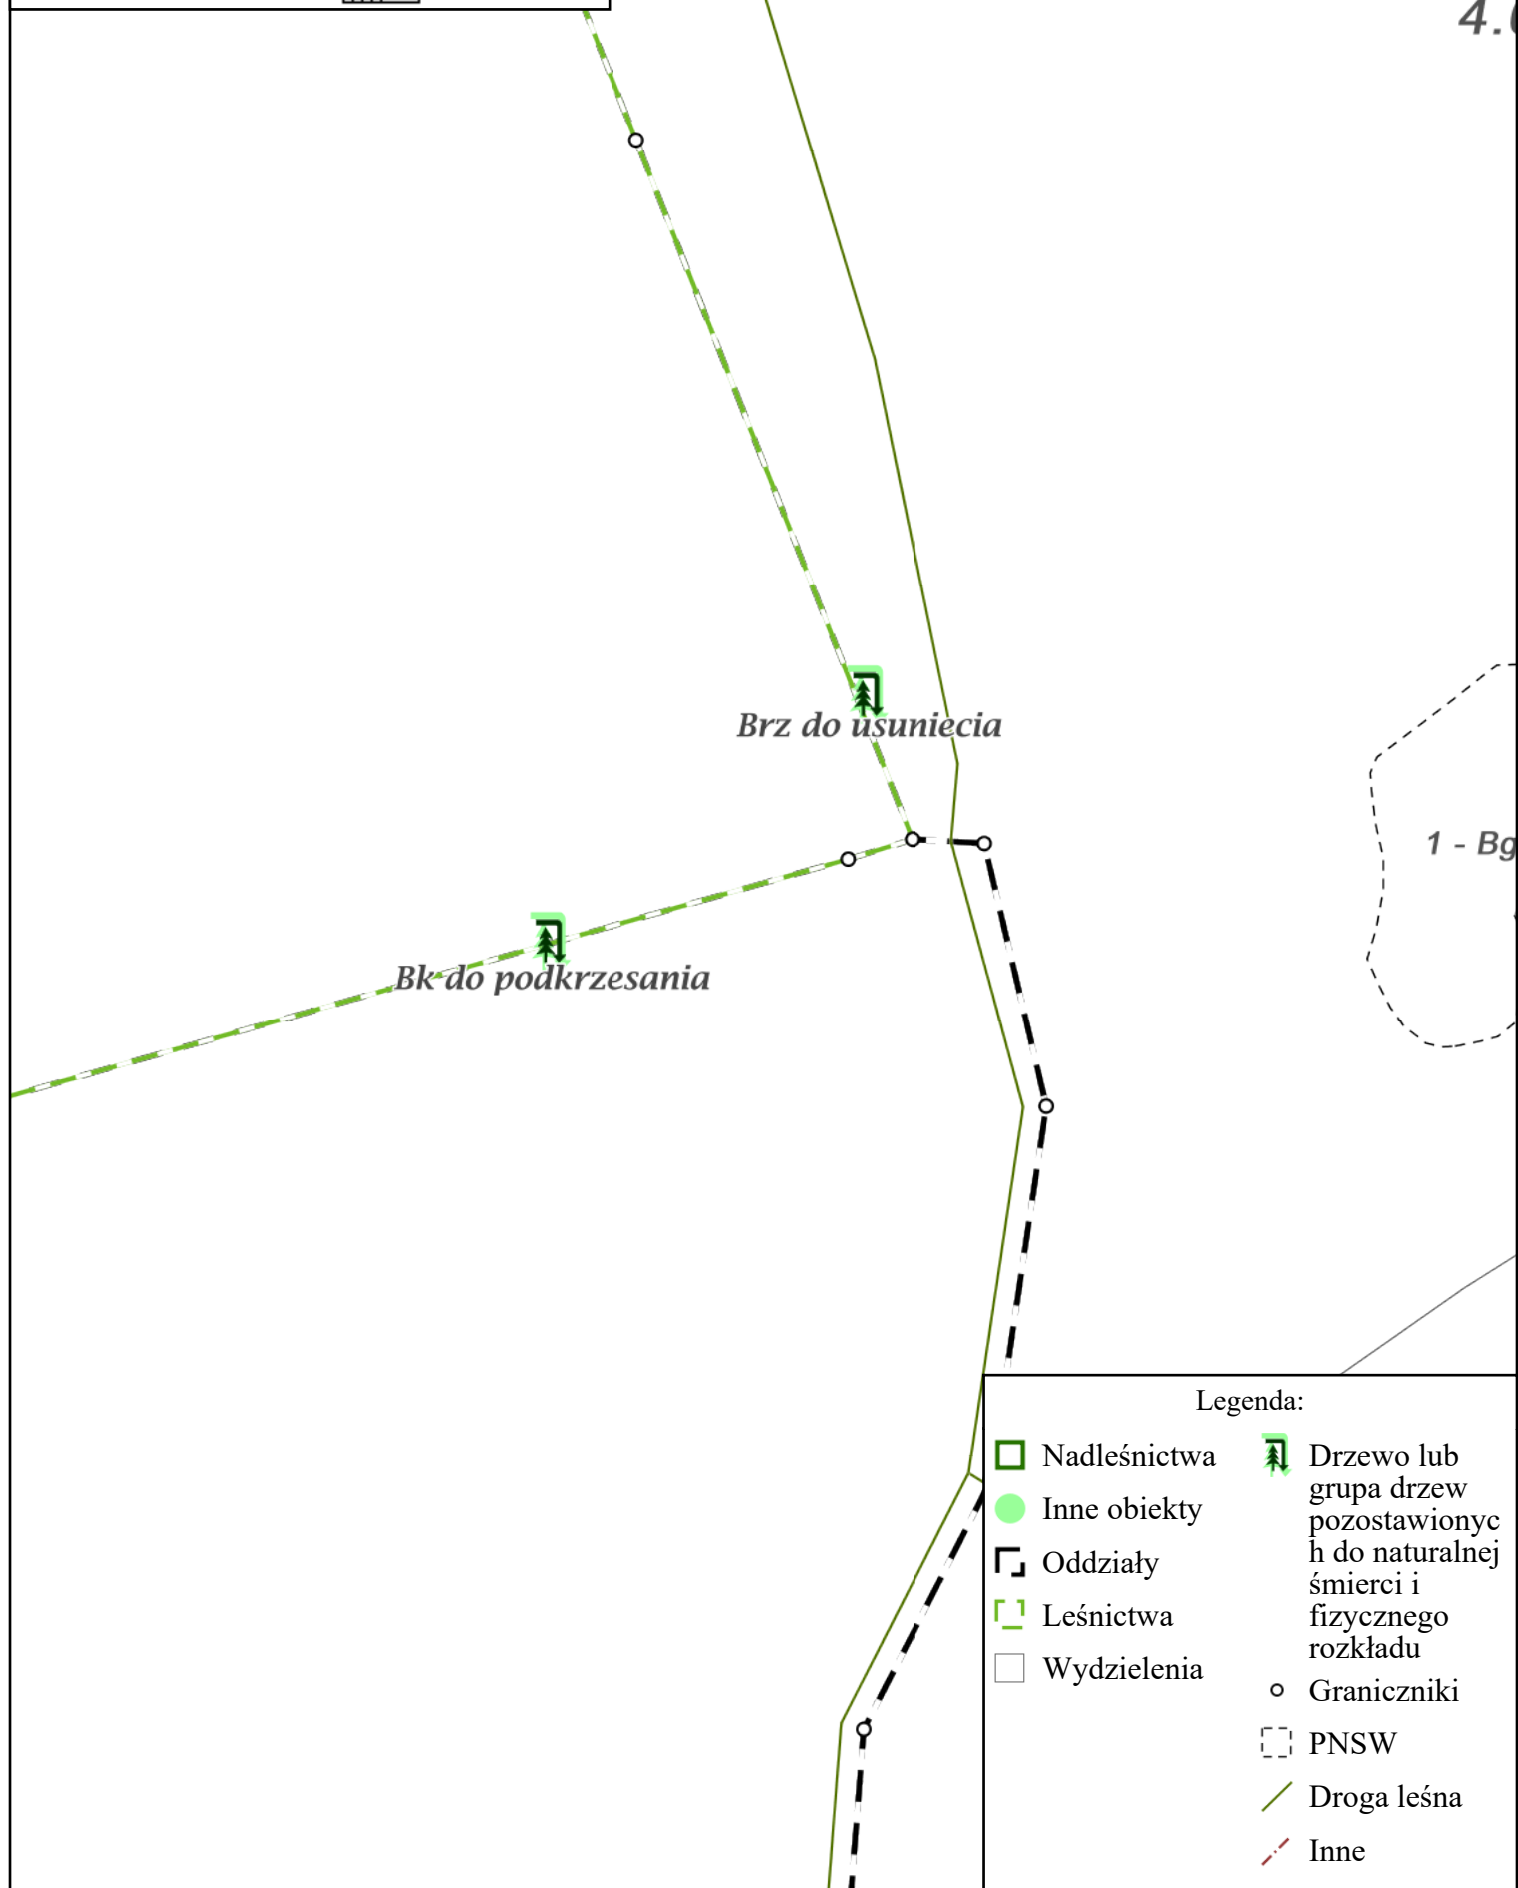 Brz do usuniecia
1 - Bg
Bk do podkrzesania
Legenda:
Nadleśnictwa
Inne obiekty
Oddziały
Leśnictwa
Wydzielenia
Drzewo lub
grupa drzew
pozostawionyc
h do naturalnej
śmierci i
fizycznego
rozkładu
Graniczniki
PNSW
Droga leśna
Inne